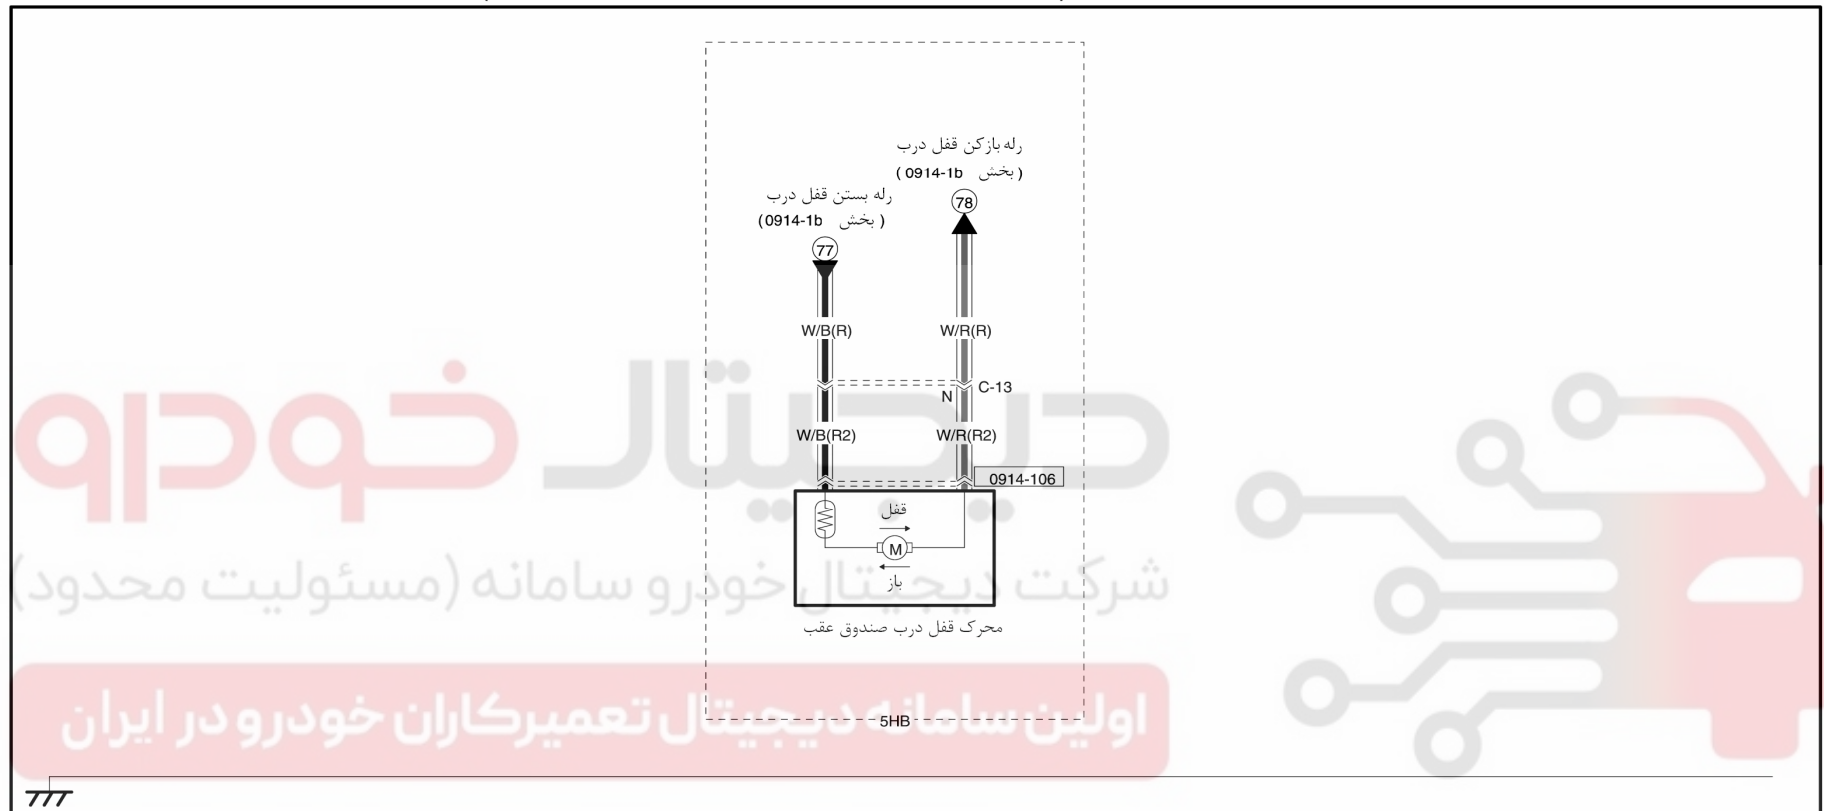 رله بازکن قفل درب
( بخش 0914-1b )
78
رله بستن قفل درب
( بخش 0914-1b )
77
W/B(R)
W/R(R)
C-13
N
W/B(R2)
W/R(R2)
0914-106
قفل
M
باز
محرک قفل درب صندوق عقب
5HB
دیجیتال خودرو
شرکت دیجیتال خودرو سامانه (مسئولیت محدود)
اولین سامانه دیجیتال تعمیرکاران خودرو در ایران